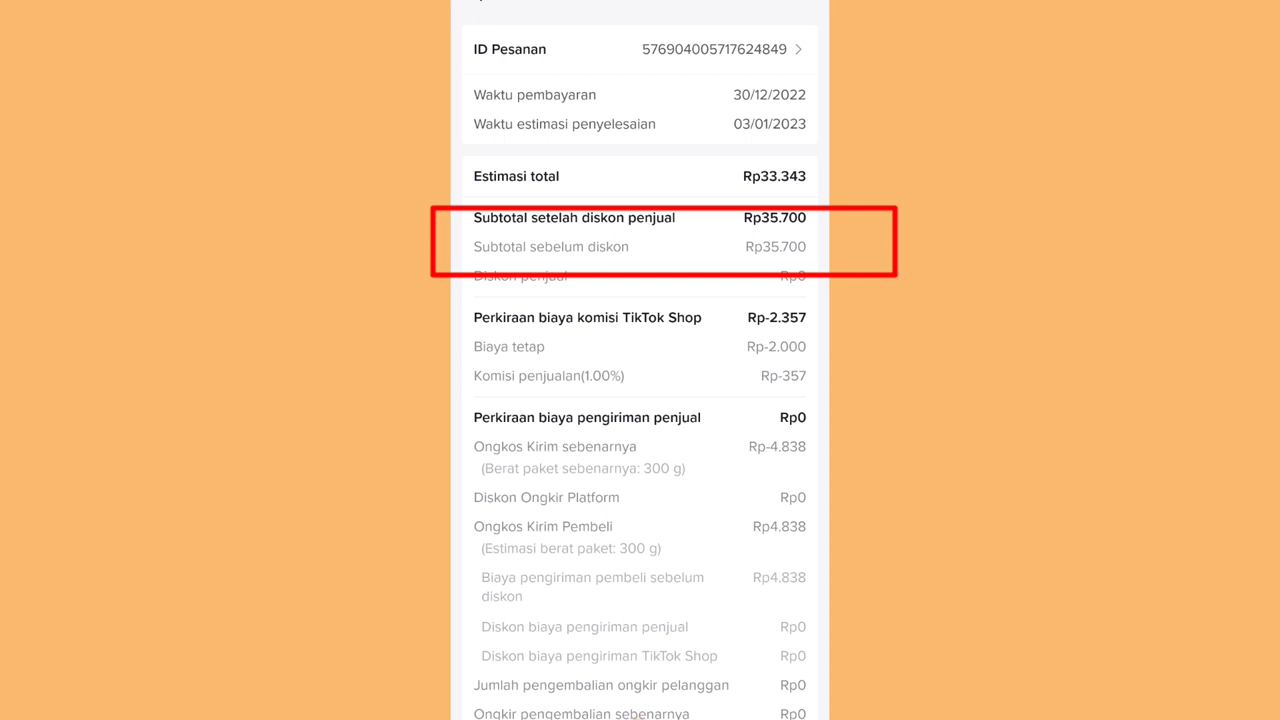 ID Pesanan 576904005717624849 >
Waktu pembayaran 30/12/2022
Waktu estimasi penyelesaian 03/01/2023
Estimasi total Rp33.343
Subtotal setelah diskon penjual Rp35.700
Subtotal sebelum diskon Rp35.700
Diskon penjual Rp0
Perkiraan biaya komisi TikTok Shop Rp-2.357
Biaya tetap Rp-2.000
Komisi penjualan(1.00%) Rp-357
Perkiraan biaya pengiriman penjual Rp0
Ongkos Kirim sebenarnya Rp-4.838
(Berat paket sebenarnya: 300 g)
Diskon Ongkir Platform Rp0
Ongkos Kirim Pembeli Rp4.838
(Estimasi berat paket: 300 g)
Biaya pengiriman pembeli sebelum Rp4.838
diskon
Diskon biaya pengiriman penjual Rp0
Diskon biaya pengiriman TikTok Shop Rp0
Jumlah pengembalian ongkir pelanggan Rp0
Ongkir pengembalian sebenarnya Rp0